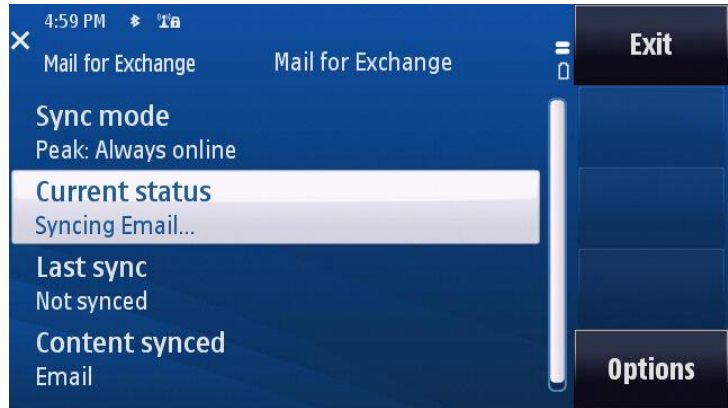 4:59 PM
Exit
Mail for Exchange
Mail for Exchange
Sync mode
Peak: Always online
Current status
Syncing Email...
Last sync
Not synced
Content synced
Email
Options